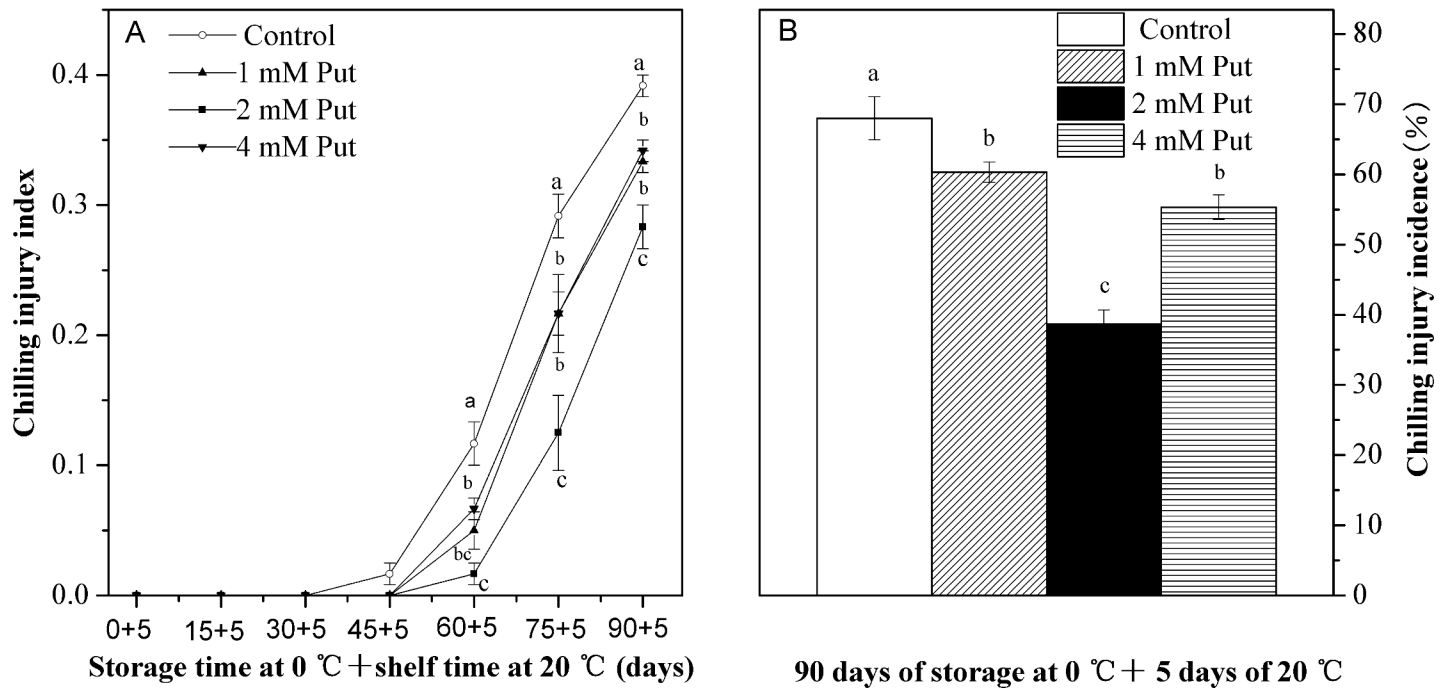 A
Control
1 mM Put
2 mM Put
4 mM Put
0.4
0.3
0.2
0.1
0.0
Chilling injury index
a
b
b
c
a
b
b
c
a
b
bc
c
0+5
15+5
30+5
45+5
60+5
75+5
90+5
Storage time at 0 ℃+shelf time at 20 ℃ (days)
B
Control
1 mM Put
2 mM Put
4 mM Put
a
b
c
b
80
70
60
50
40
30
20
10
0
Chilling injury incidence(%)
90 days of storage at 0 ℃+ 5 days of 20 ℃